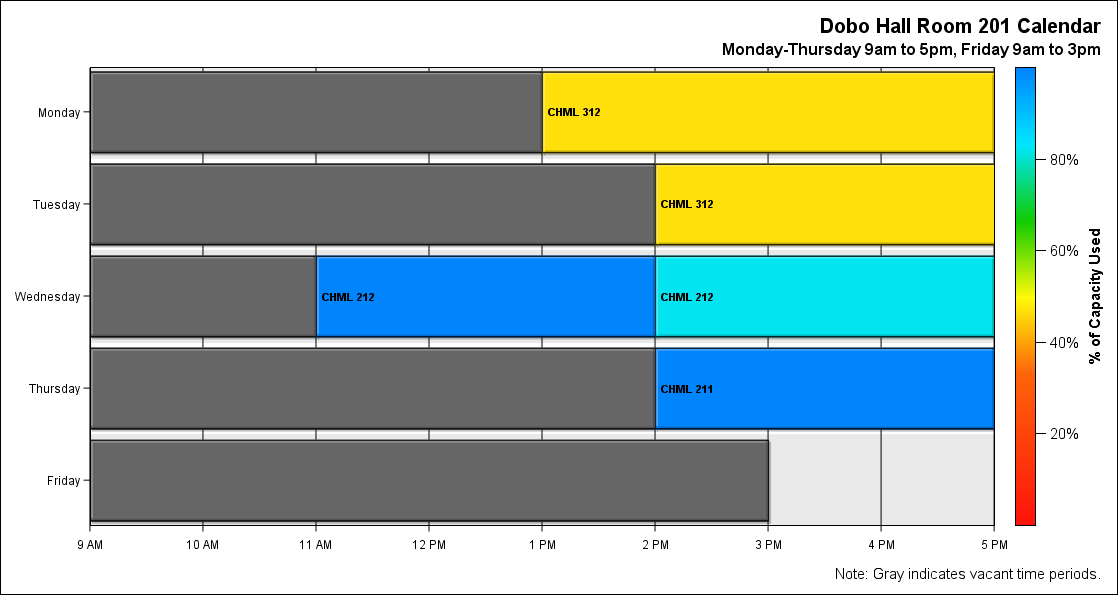 Dobo Hall Room 201 Calendar
Monday-Thursday 9am to 5pm, Friday 9am to 3pm
Monday
CHML 312
Tuesday
CHML 312
Wednesday
CHML 212
CHML 212
Thursday
CHML 211
Friday
9 AM
10 AM
11 AM
12 PM
1 PM
2 PM
3 PM
4 PM
5 PM
80%
60%
40%
20%
% of Capacity Used
Note: Gray indicates vacant time periods.